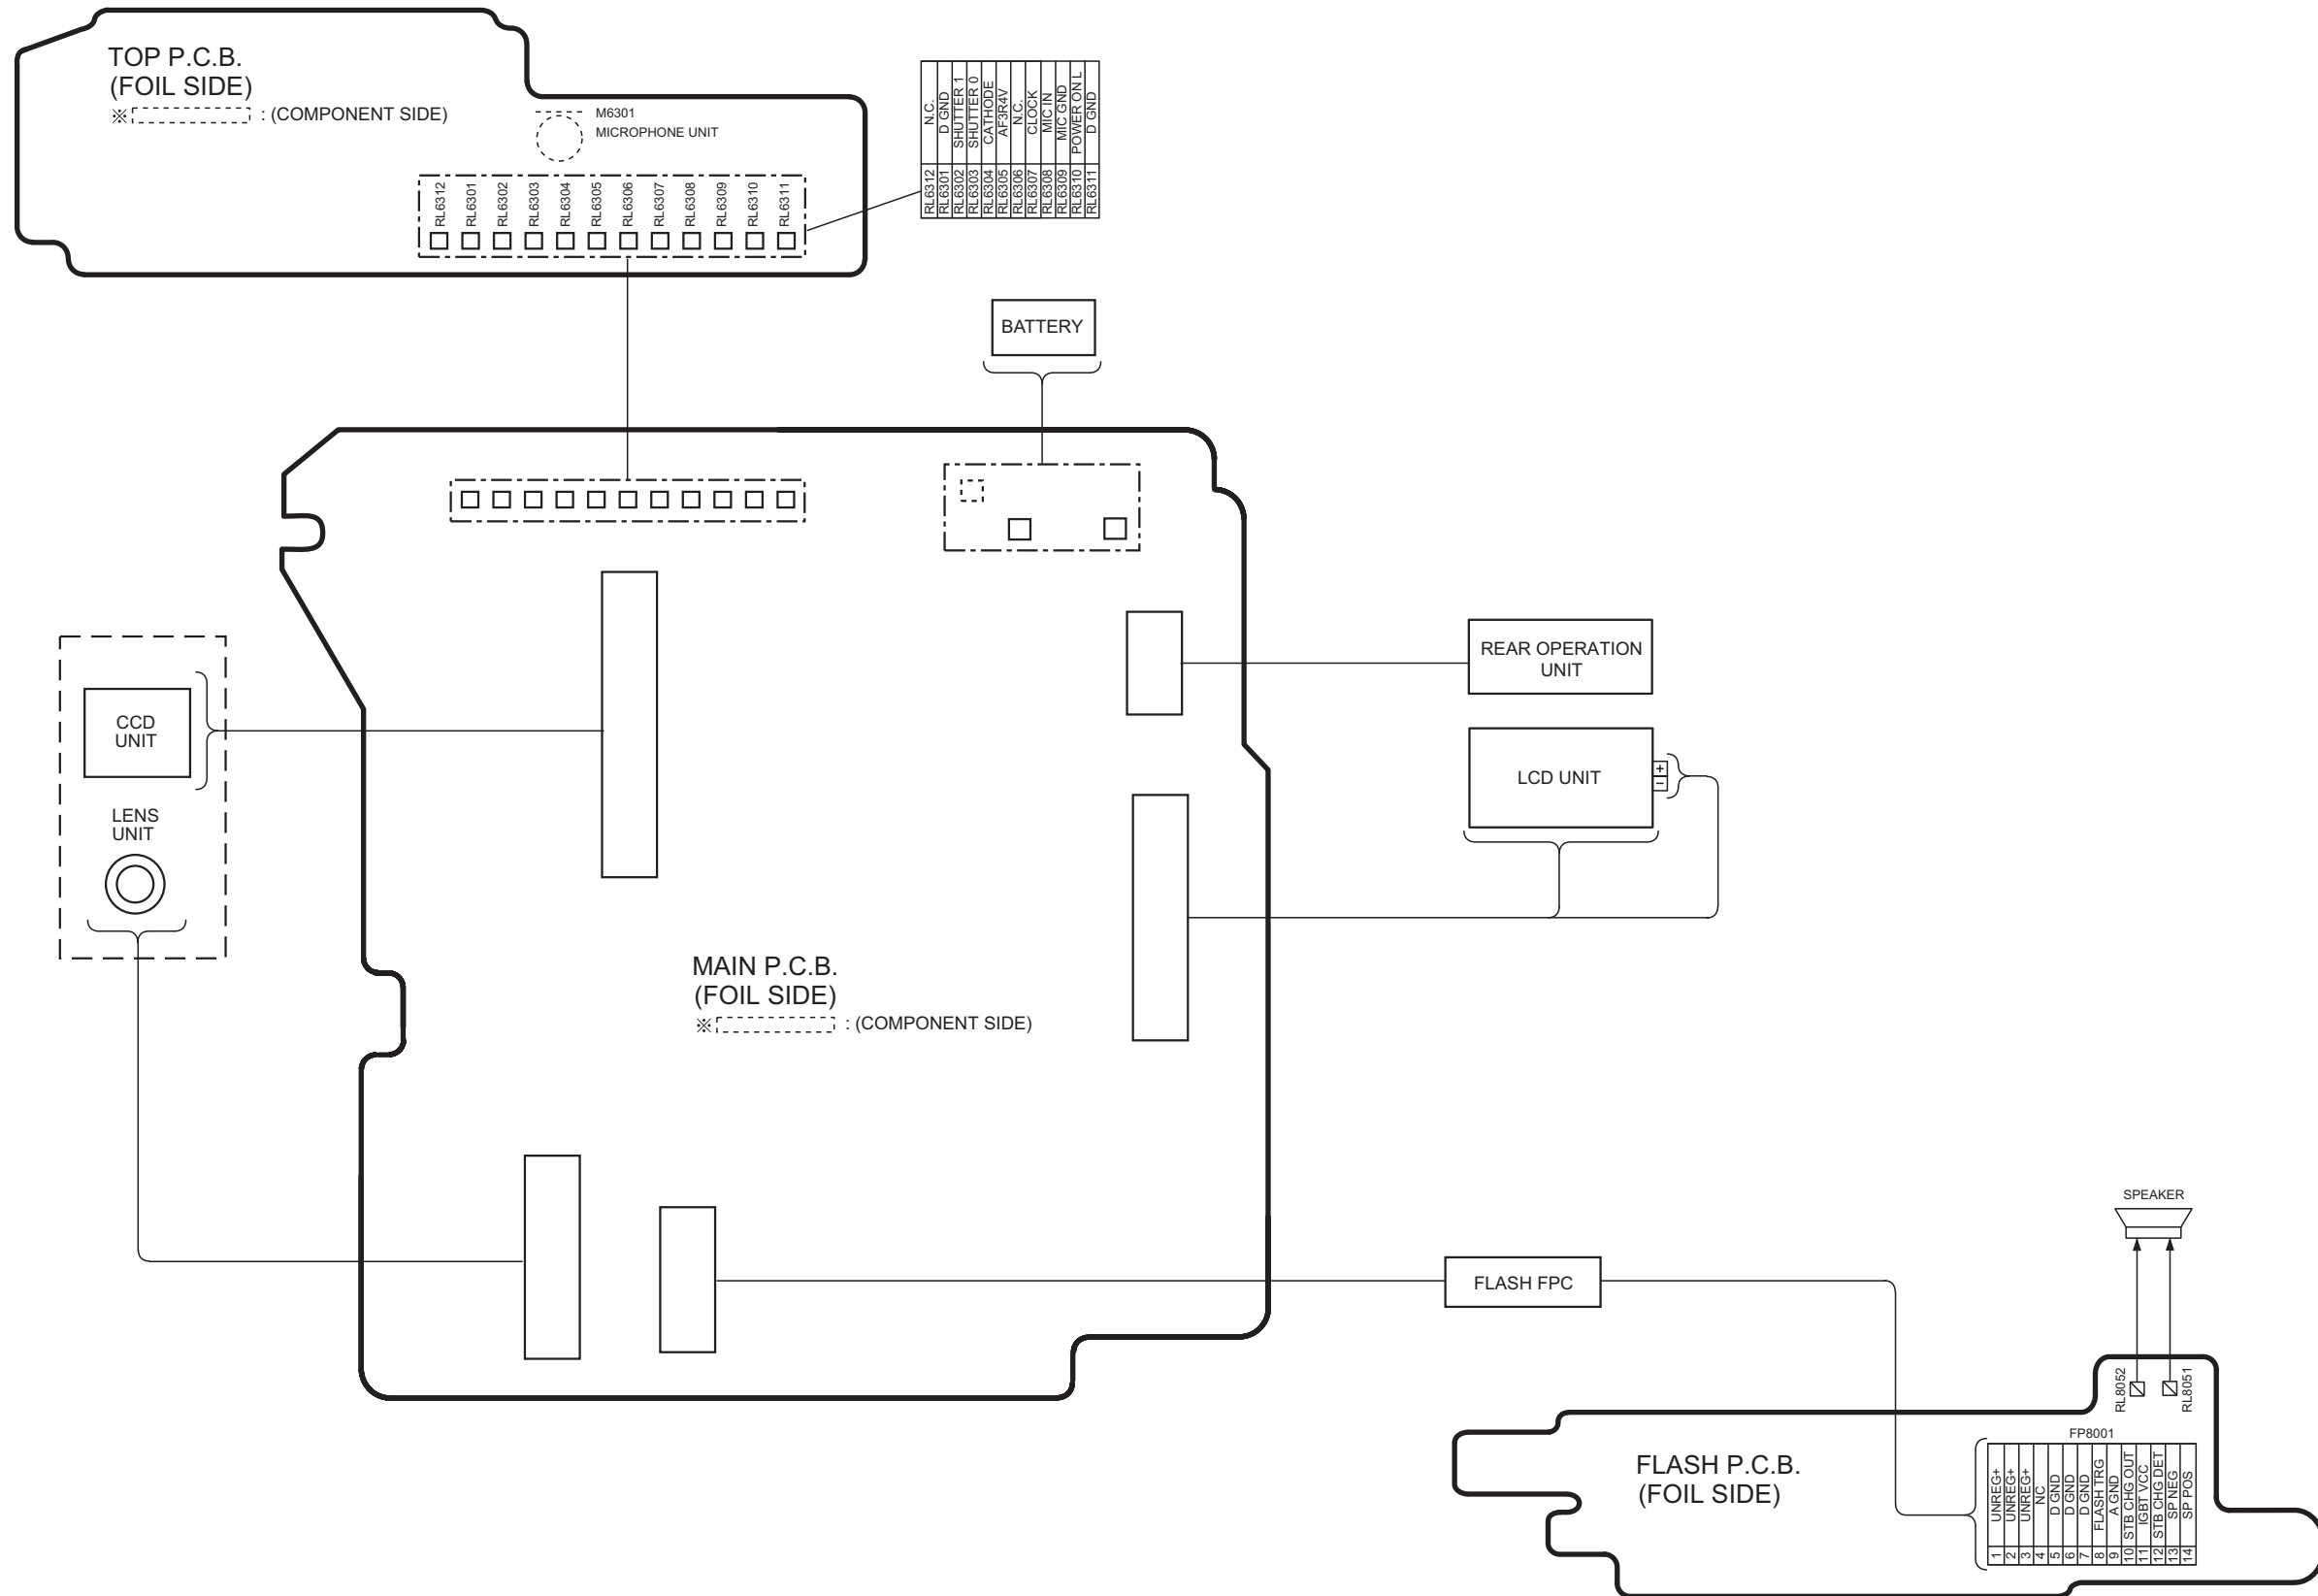 TOP P.C.B.
(FOIL SIDE)
※ : (COMPONENT SIDE)
M6301
MICROPHONE UNIT
RL6312
RL6301
RL6302
RL6303
RL6304
RL6305
RL6306
RL6307
RL6308
RL6309
RL6310
RL6311
RL6312 N.C.
RL6301 D GND
RL6302 SHUTTER 1
RL6303 SHUTTER 0
RL6304 CATHODE
RL6305 AF3R4V
RL6306 N.C.
RL6307 CLOCK
RL6308 MIC IN
RL6309 MIC GND
RL6310 POWER ON L
RL6311 D GND
BATTERY
REAR OPERATION
UNIT
CCD
UNIT
LCD UNIT
+
−
LENS
UNIT
MAIN P.C.B.
(FOIL SIDE)
※ : (COMPONENT SIDE)
SPEAKER
FLASH FPC
RL8052
RL8051
FP8001
FLASH P.C.B.
(FOIL SIDE)
1 UNREG+
2 UNREG+
3 UNREG+
4 NC
5 D GND
6 D GND
7 D GND
8 FLASH TRG
9 A GND
10 STB CHG OUT
11 IGBT VCC
12 STB CHG DET
13 SP NEG
14 SP POS